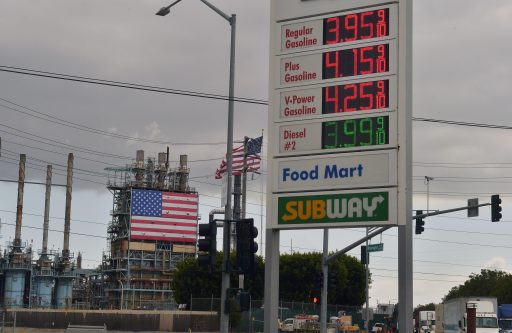 Regular
Gasoline
3.95 9/10
Plus
Gasoline
4.15 9/10
V-Power
Gasoline
4.25 9/10
Diesel
#2
3.99 9/10
Food Mart
SUBWAY